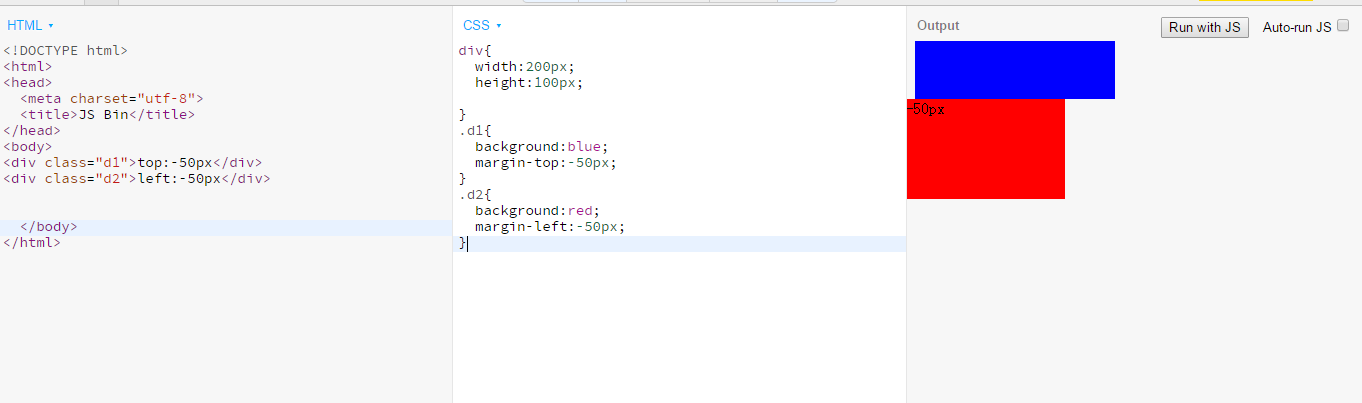 HTML
<!DOCTYPE html>
<html>
<head>
  <meta charset="utf-8">
  <title>JS Bin</title>
</head>
<body>
<div class="d1">top:-50px</div>
<div class="d2">left:-50px</div>
  </body>
</html>
CSS
div{
  width:200px;
  height:100px;
}
.d1{
  background:blue;
  margin-top:-50px;
}
.d2{
  background:red;
  margin-left:-50px;
}
Output
Run with JS
Auto-run JS
-50px